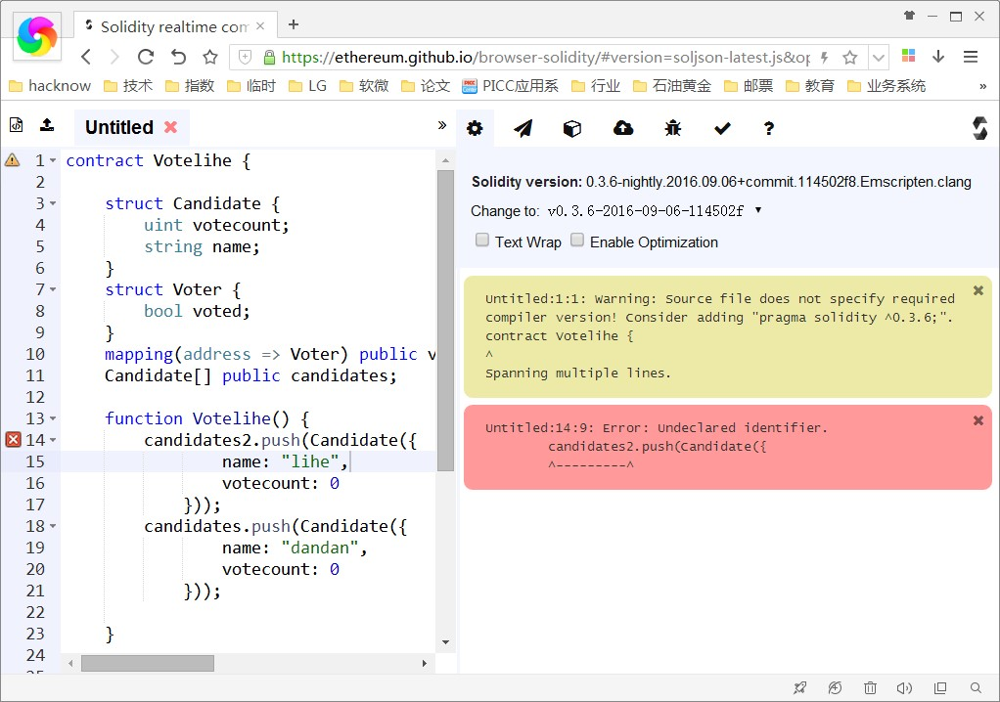 Solidity realtime com
https://ethereum.github.io/browser-solidity/#version=soljson-latest.js&op
hacknow 技术 指数 临时 LG 软微 论文 PICC应用系 行业 石油黄金 邮票 教育 业务系统 »
Untitled
»
?
1 contract Votelihe {
2
3 struct Candidate {
4 uint votecount;
5 string name;
6 }
7 struct Voter {
8 bool voted;
9 }
10 mapping(address => Voter) public v
11 Candidate[] public candidates;
12
13 function Votelihe() {
14 candidates2.push(Candidate({
15 name: "lihe",
16 votecount: 0
17 }));
18 candidates.push(Candidate({
19 name: "dandan",
20 votecount: 0
21 }));
22
23 }
24
25
Solidity version: 0.3.6-nightly.2016.09.06+commit.114502f8.Emscripten.clang
Change to: v0.3.6-2016-09-06-114502f
Text Wrap Enable Optimization
Untitled:1:1: Warning: Source file does not specify required
compiler version! Consider adding "pragma solidity ^0.3.6;".
contract Votelihe {
^
Spanning multiple lines.
Untitled:14:9: Error: Undeclared identifier.
candidates2.push(Candidate({
^---------^